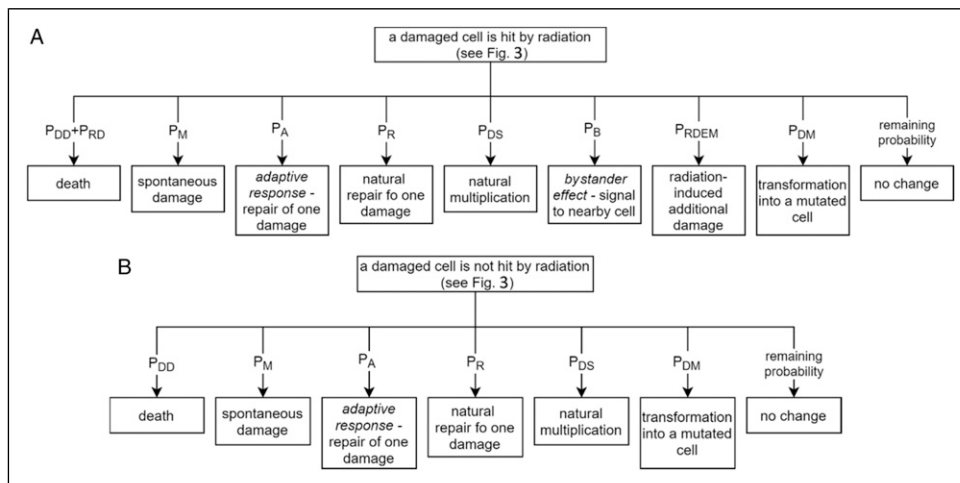 A
a damaged cell is hit by radiation
(see Fig. 3)
P_DD+P_RD
P_M
P_A
P_R
P_DS
P_B
P_RDEM
P_DM
remaining
probability
death
spontaneous
damage
adaptive
response -
repair of one
damage
natural
repair fo one
damage
natural
multiplication
bystander
effect - signal
to nearby cell
radiation-
induced
additional
damage
transformation
into a mutated
cell
no change
B
a damaged cell is not hit by radiation
(see Fig. 3)
P_DD
P_M
P_A
P_R
P_DS
P_DM
remaining
probability
death
spontaneous
damage
adaptive
response -
repair of one
damage
natural
repair fo one
damage
natural
multiplication
transformation
into a mutated
cell
no change